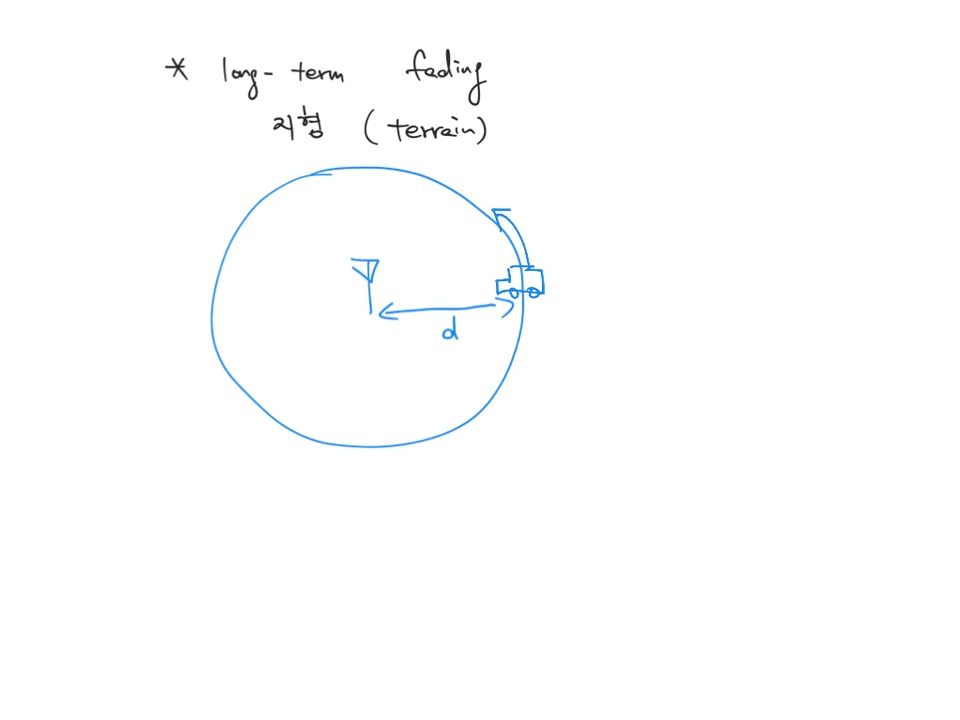 * long-term fading
지형 (terrain)
d